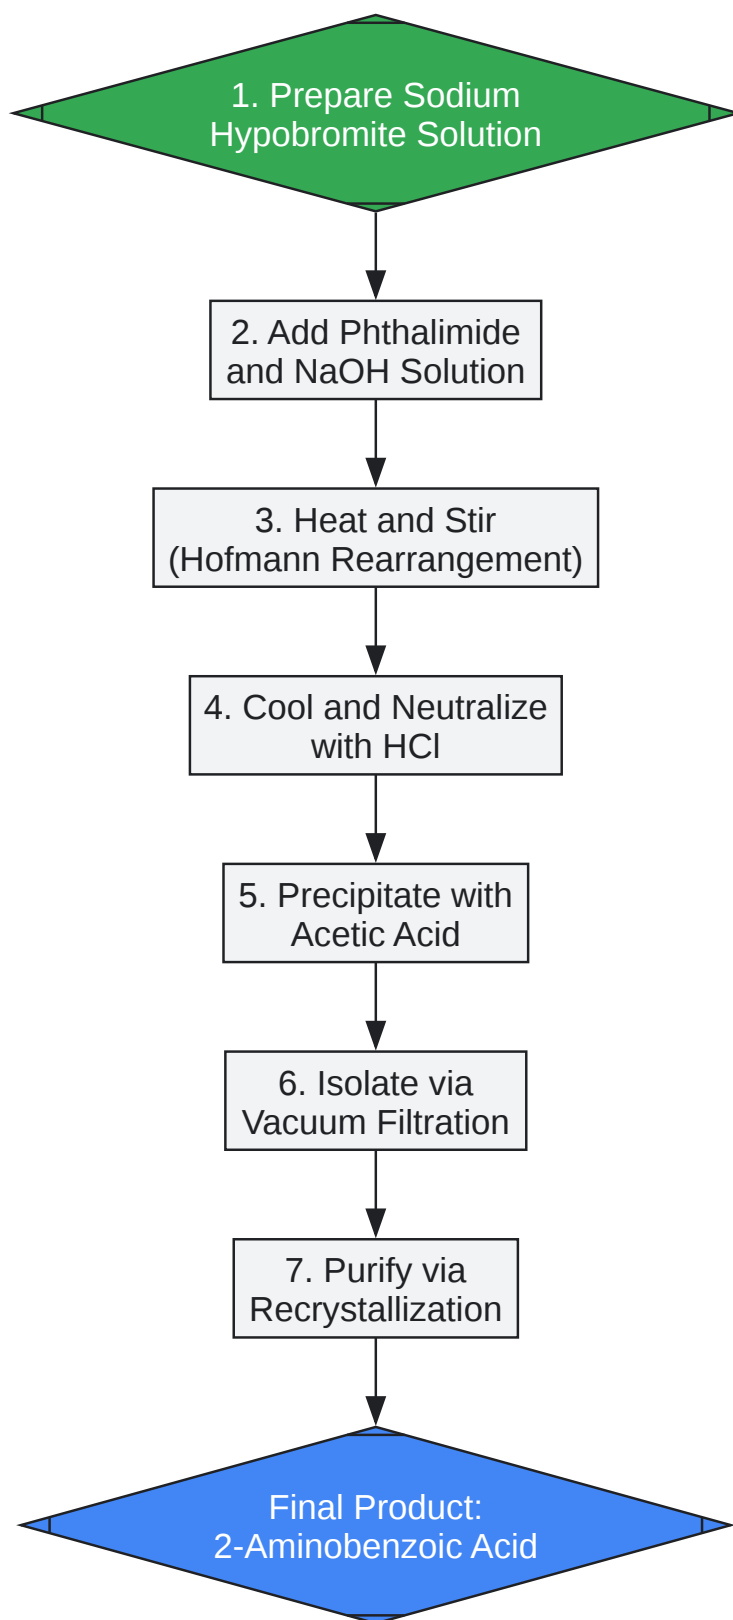 1. Prepare Sodium
Hypobromite Solution
2. Add Phthalimide
and NaOH Solution
3. Heat and Stir
(Hofmann Rearrangement)
4. Cool and Neutralize
with HCl
5. Precipitate with
Acetic Acid
6. Isolate via
Vacuum Filtration
7. Purify via
Recrystallization
Final Product:
2-Aminobenzoic Acid